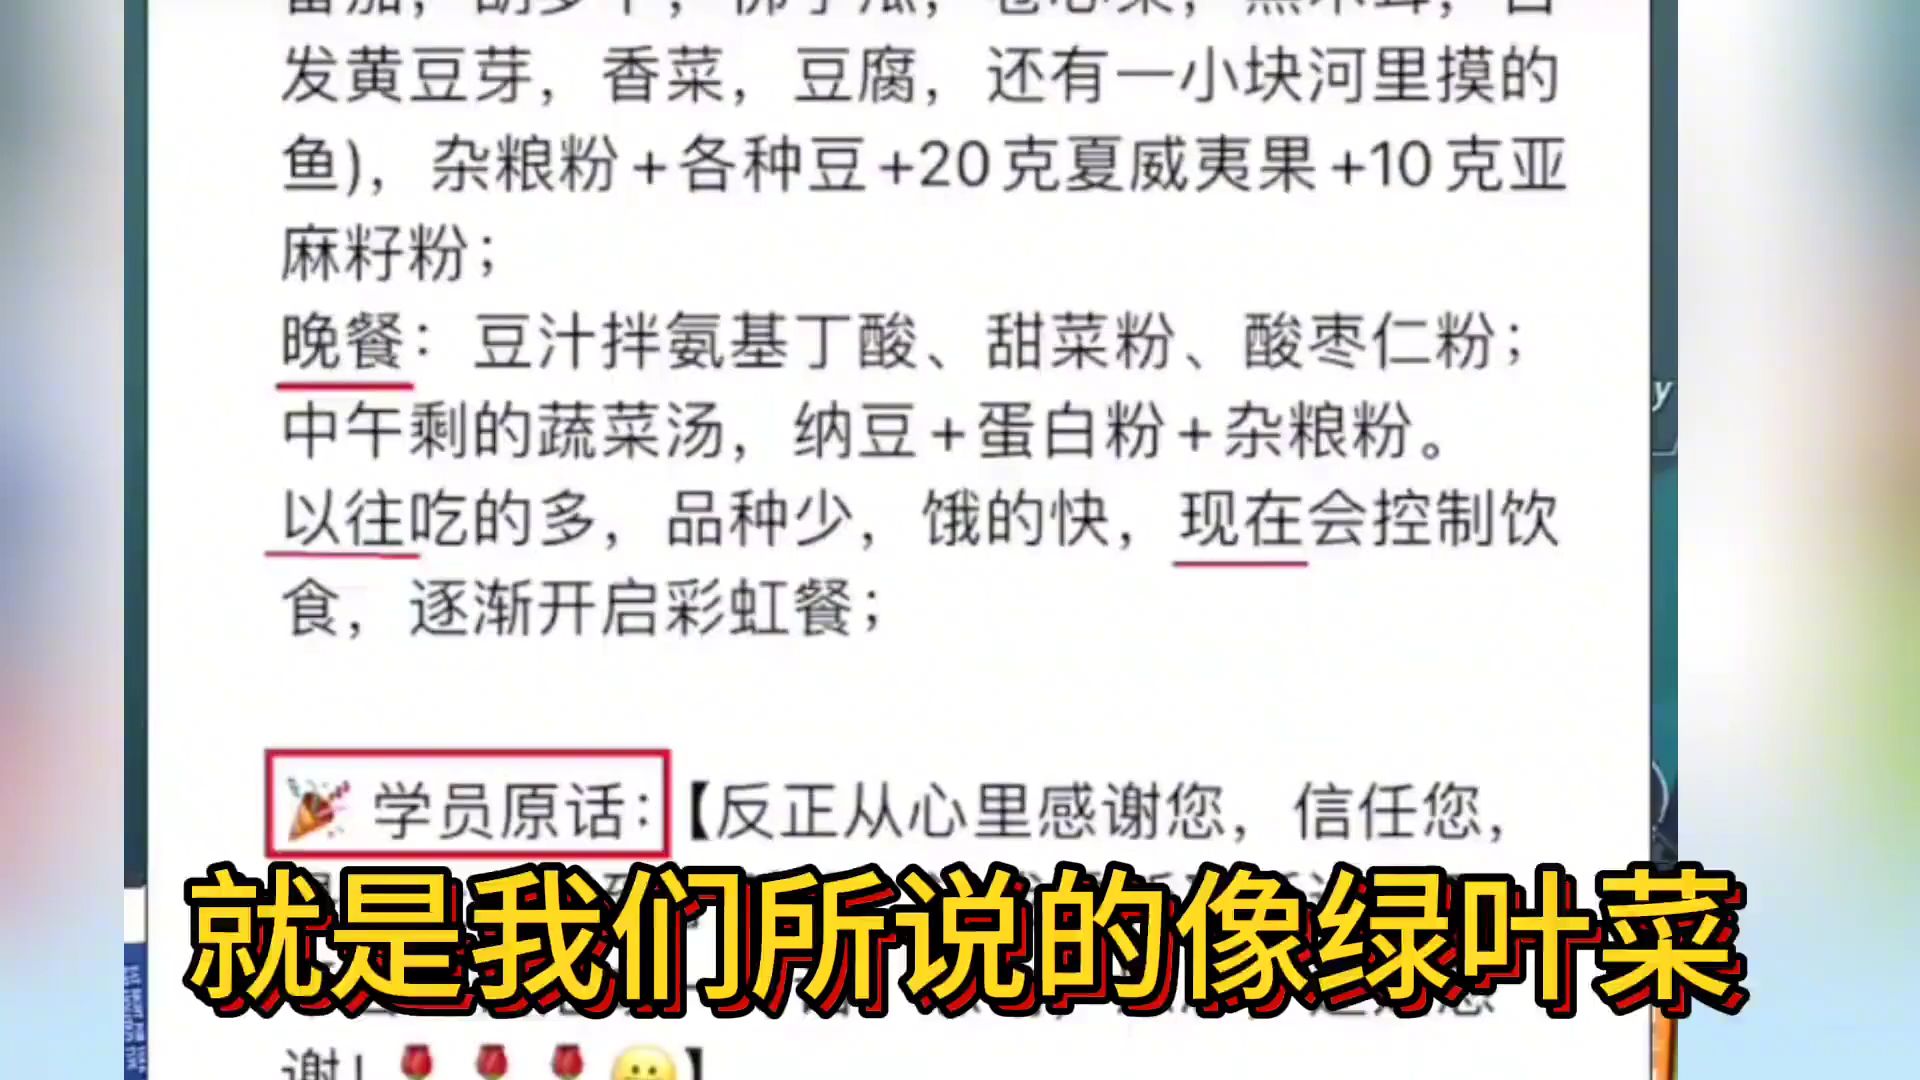 发黄豆芽，香菜，豆腐，还有一小块河里摸的
鱼)，杂粮粉+各种豆+20克夏威夷果+10克亚
麻籽粉；
晚餐：豆汁拌氨基丁酸、甜菜粉、酸枣仁粉；
中午剩的蔬菜汤，纳豆+蛋白粉+杂粮粉。
以往吃的多，品种少，饿的快，现在会控制饮
食，逐渐开启彩虹餐；
🎉 学员原话：【反正从心里感谢您，信任您，
就是我们所说的像绿叶菜
谢！🌹🌹🌹🙂】